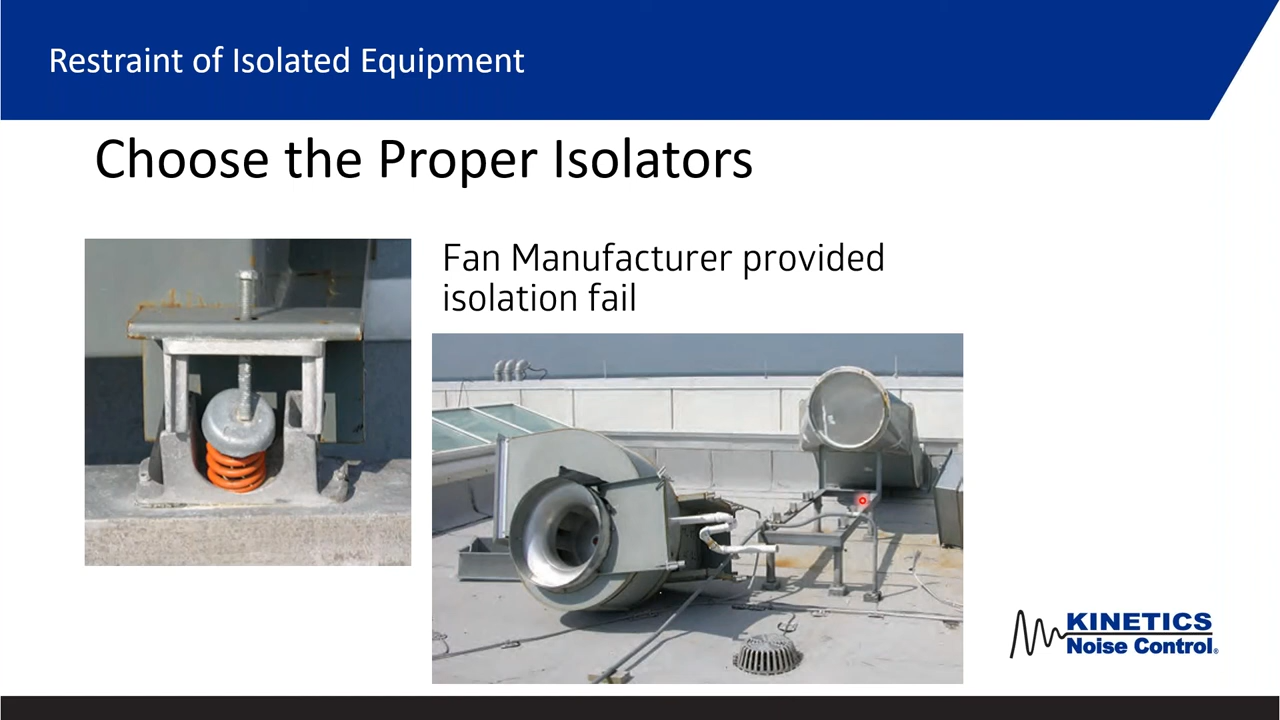 Restraint of Isolated Equipment
Choose the Proper Isolators
Fan Manufacturer provided
isolation fail
KINETICS
Noise Control®